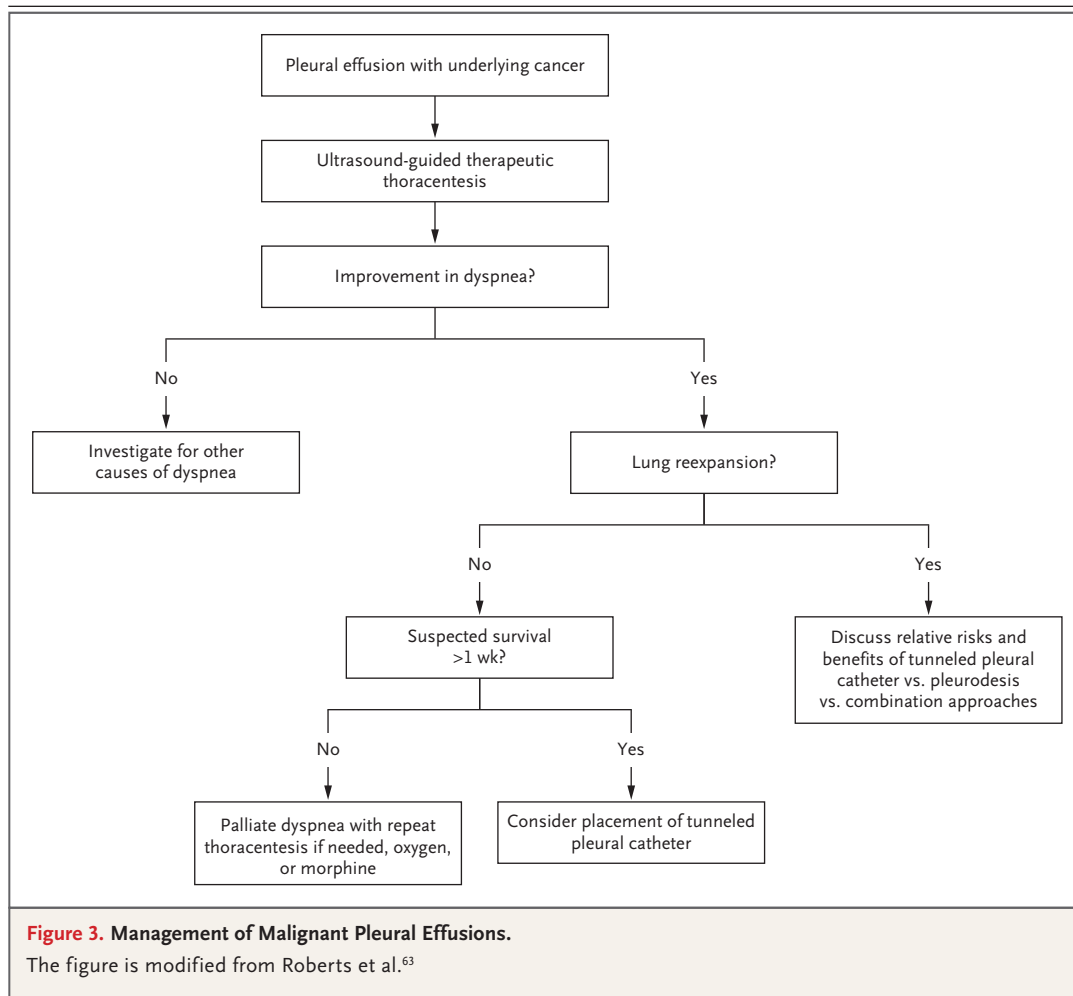 Pleural effusion with underlying cancer
Ultrasound-guided therapeutic
thoracentesis
Improvement in dyspnea?
No
Yes
Investigate for other
causes of dyspnea
Lung reexpansion?
No
Yes
Suspected survival
>1 wk?
Discuss relative risks and
benefits of tunneled pleural
catheter vs. pleurodesis
vs. combination approaches
No
Yes
Palliate dyspnea with repeat
thoracentesis if needed, oxygen,
or morphine
Consider placement of tunneled
pleural catheter
Figure 3. Management of Malignant Pleural Effusions.
The figure is modified from Roberts et al.63